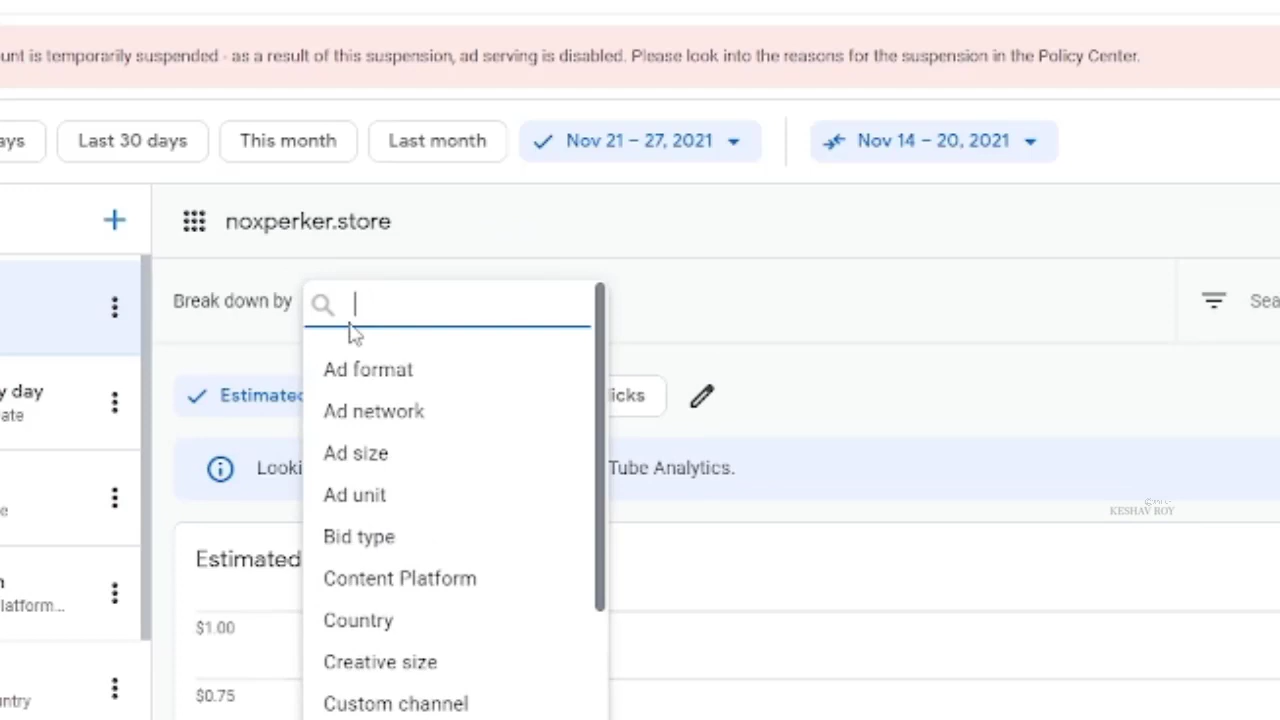 unt is temporarily suspended - as a result of this suspension, ad serving is disabled. Please look into the reasons for the suspension in the Policy Center.
ays Last 30 days This month Last month Nov 21 – 27, 2021 Nov 14 – 20, 2021
noxperker.store
Break down by
Sea
Ad format
y day
ate
Estimated
icks
Ad network
Ad size
Looki
Tube Analytics.
Ad unit
e
KESHAV ROY
Bid type
Estimated
Content Platform
n
latform...
Country
$1.00
Creative size
$0.75
Custom channel
untry